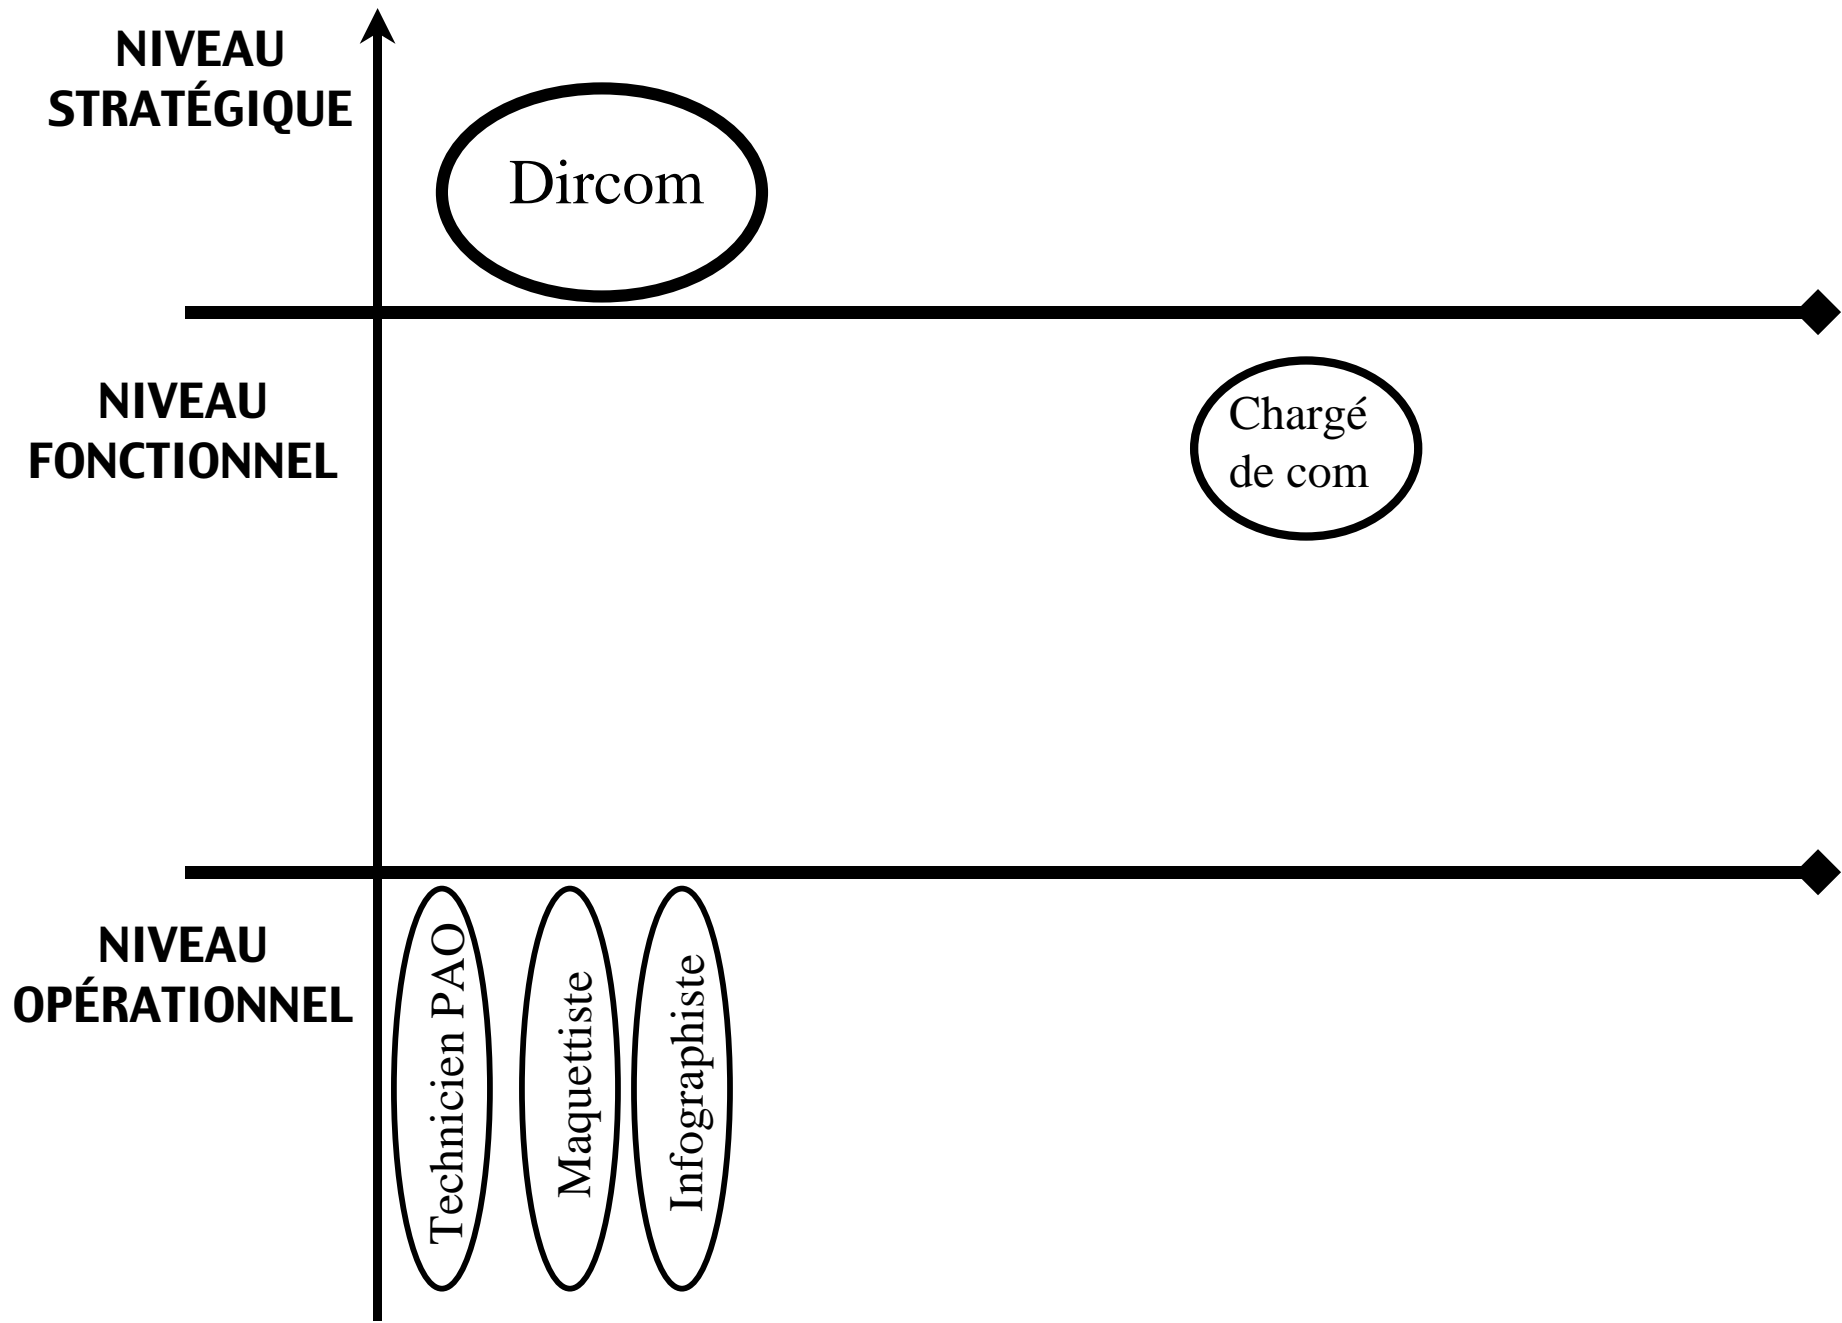 NIVEAU
STRATÉGIQUE
Dircom
NIVEAU
FONCTIONNEL
Chargé
de com
NIVEAU
OPÉRATIONNEL
Technicien PAO
Maquettiste
Infographiste